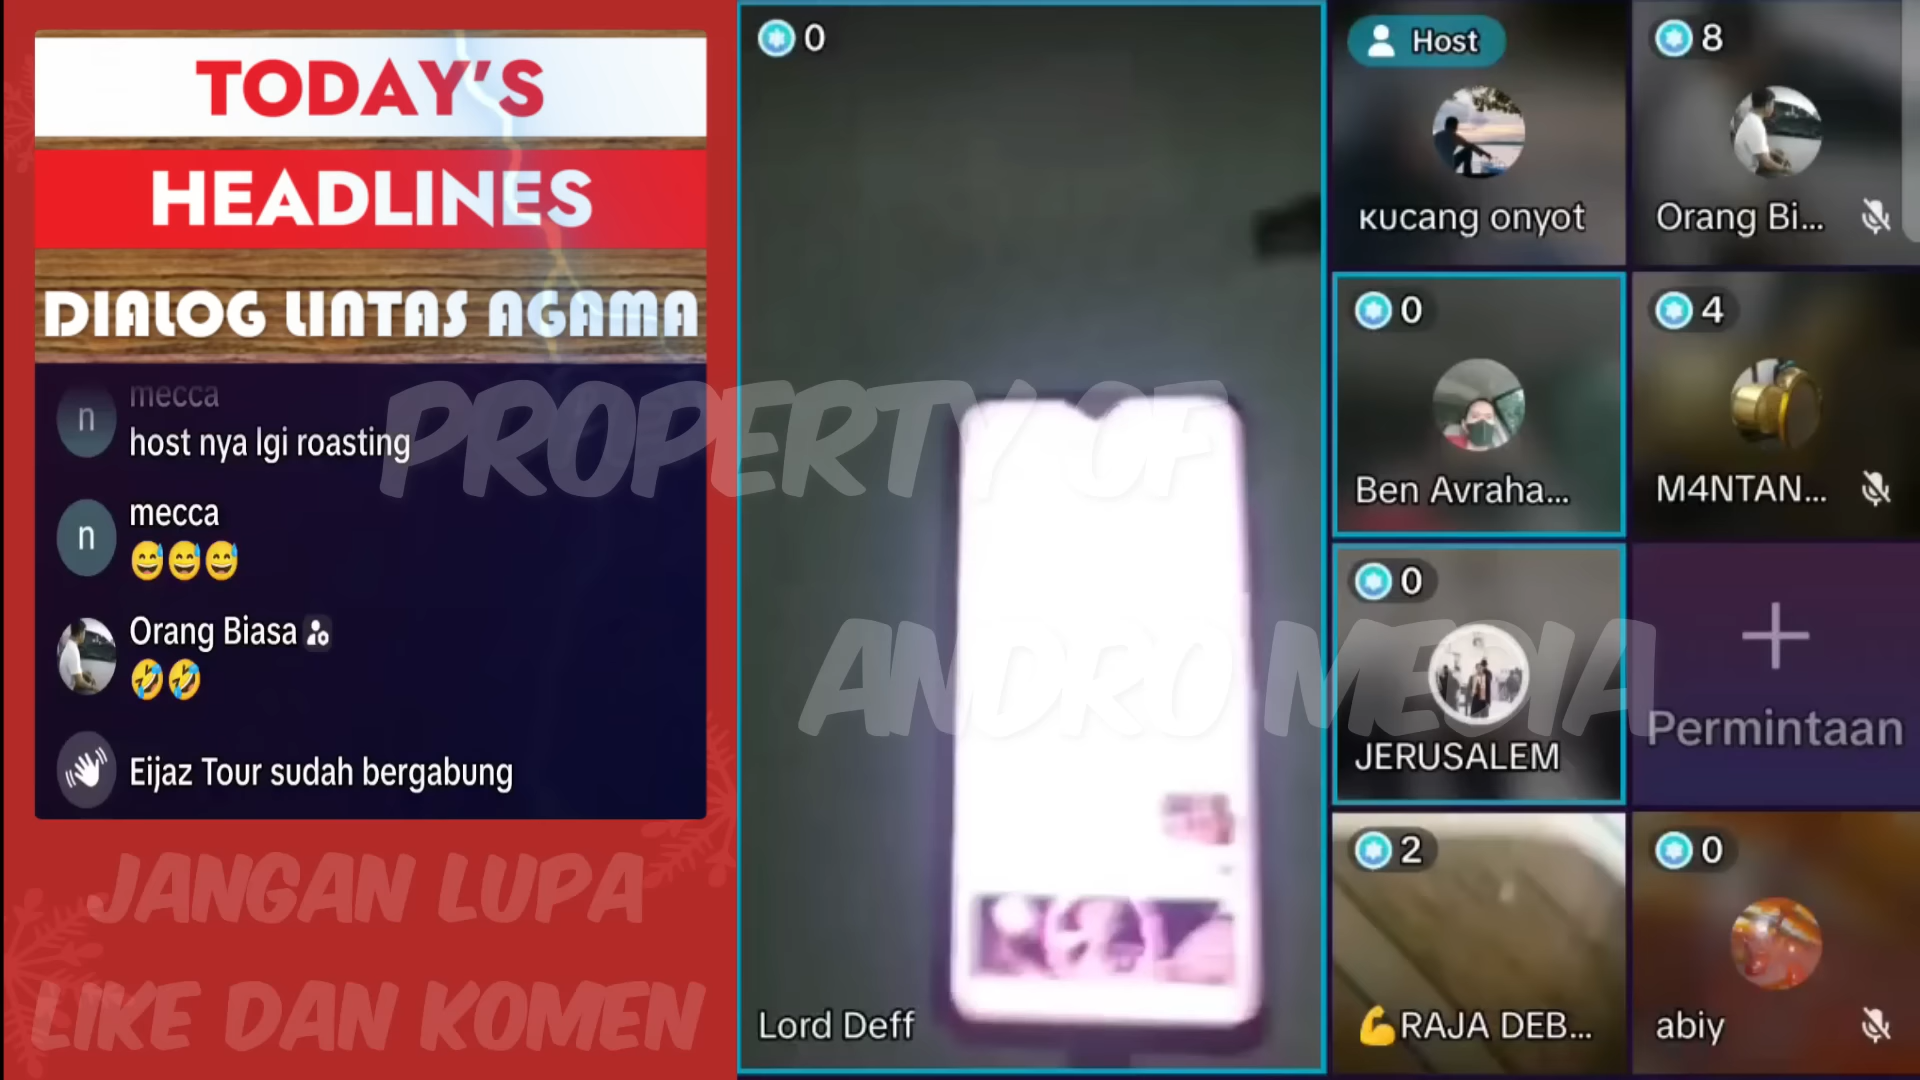 TODAY'S
HEADLINES
DIALOG LINTAS AGAMA
n
mecca
host nya lgi roasting
n
mecca
😅😅😅
Orang Biasa
🤣🤣
Eijaz Tour sudah bergabung
JANGAN LUPA
LIKE DAN KOMEN
PROPERTY OF
ANDRO MEDIA
0
Lord Deff
Host
кucang onyot
8
Orang Bi...
0
Ben Avraha...
4
M4NTAN...
0
JERUSALEM
Permintaan
2
💪RAJA DEB...
0
abiy